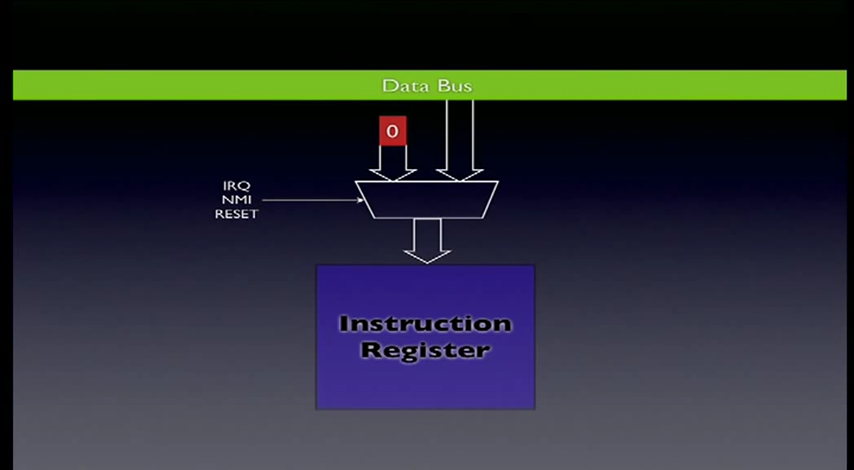 Data Bus
0
IRQ
NMI
RESET
Instruction
Register